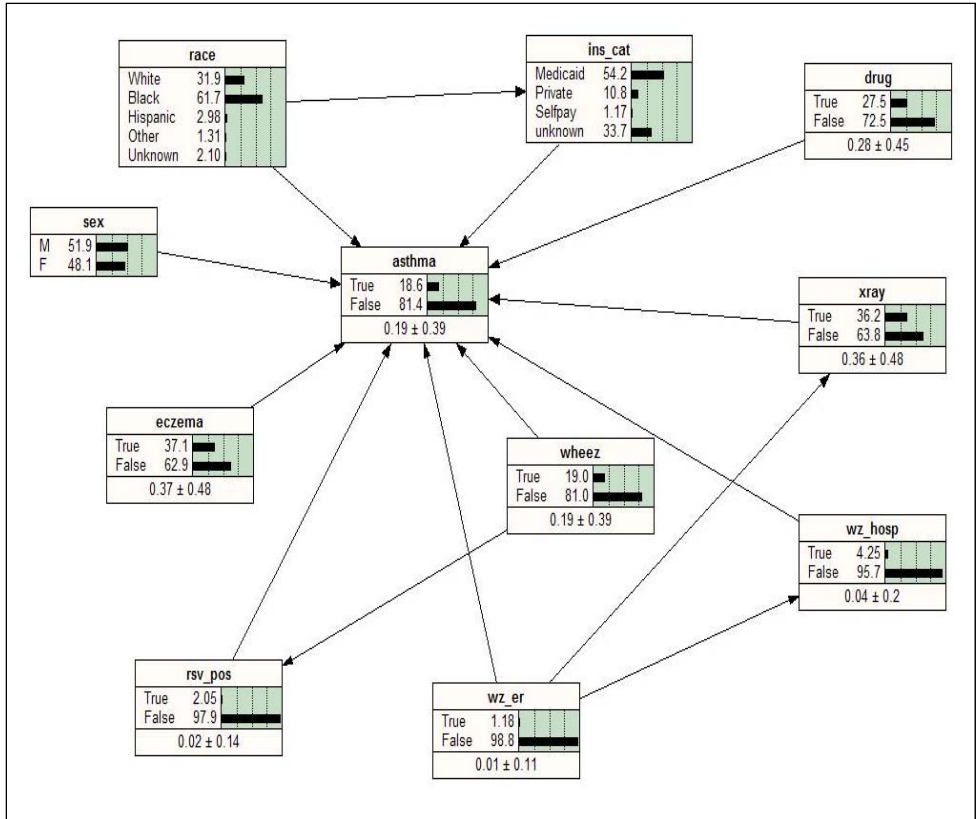 race
White 31.9
Black 61.7
Hispanic 2.98
Other 1.31
Unknown 2.10
ins_cat
Medicaid 54.2
Private 10.8
Selfpay 1.17
unknown 33.7
drug
True 27.5
False 72.5
0.28 ± 0.45
sex
M 51.9
F 48.1
asthma
True 18.6
False 81.4
0.19 ± 0.39
xray
True 36.2
False 63.8
0.36 ± 0.48
eczema
True 37.1
False 62.9
0.37 ± 0.48
wheez
True 19.0
False 81.0
0.19 ± 0.39
wz_hosp
True 4.25
False 95.7
0.04 ± 0.2
rsv_pos
True 2.05
False 97.9
0.02 ± 0.14
wz_er
True 1.18
False 98.8
0.01 ± 0.11